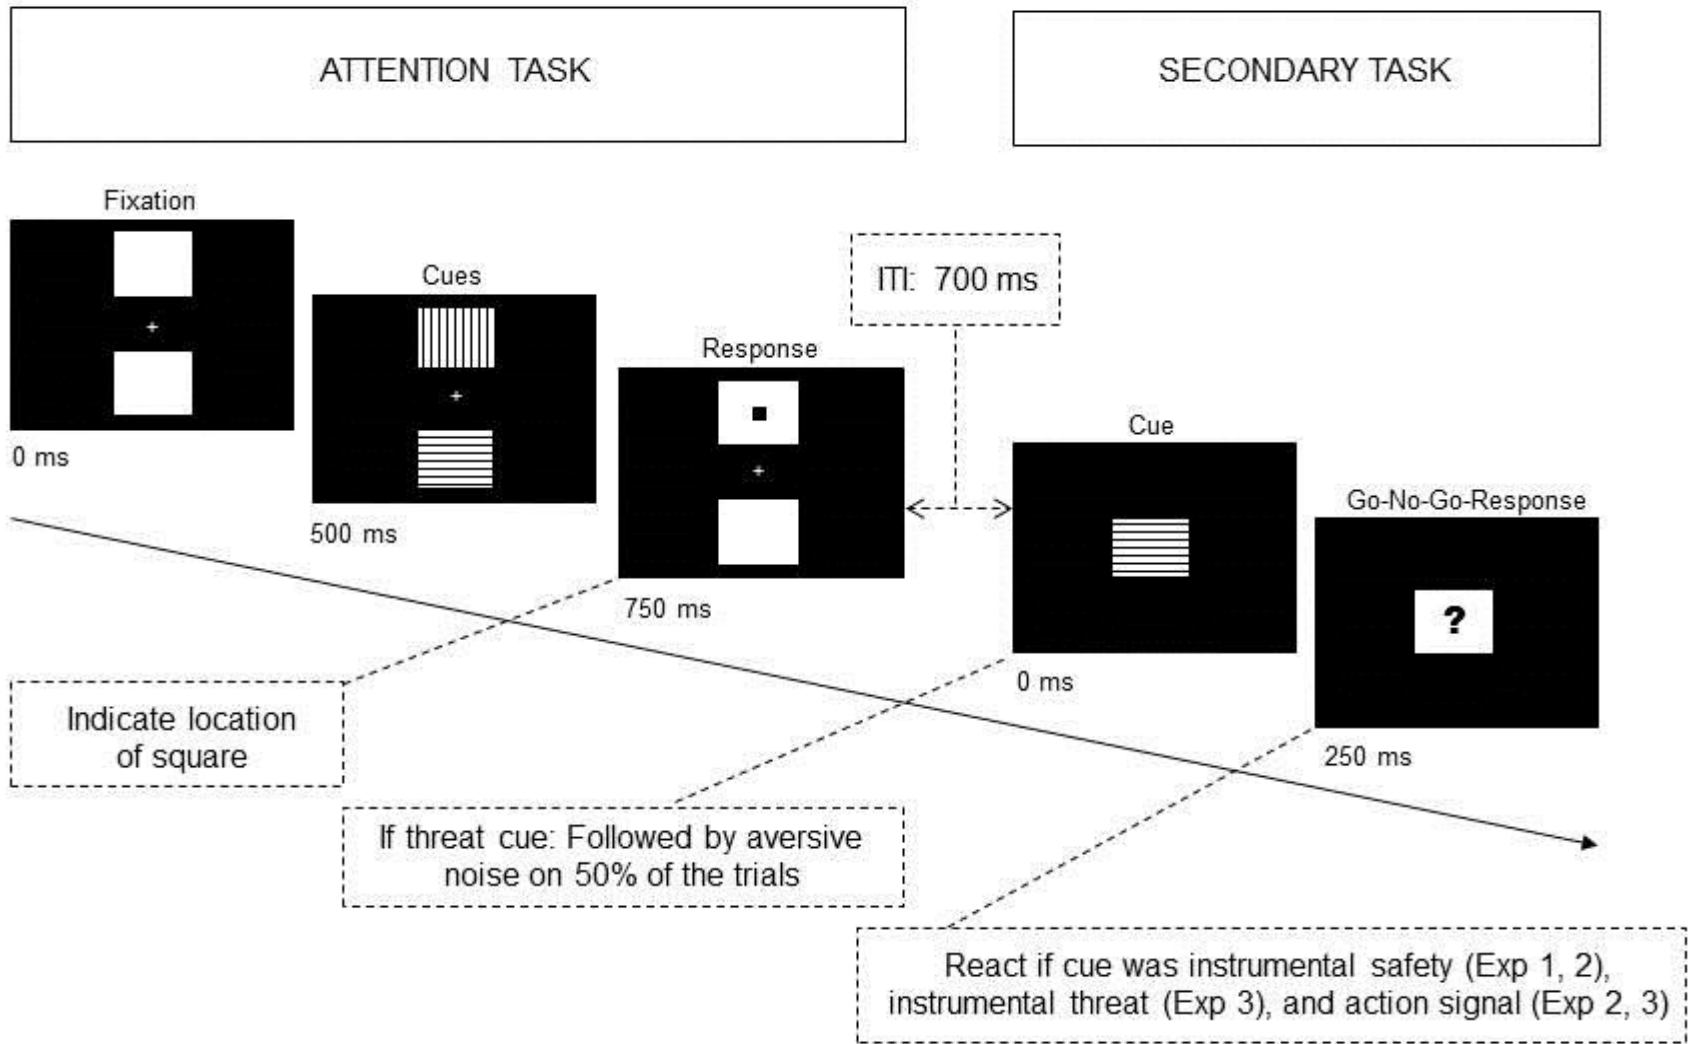 ATTENTION TASK
SECONDARY TASK
Fixation
Cues
ITI: 700 ms
Response
Cue
0 ms
Go-No-Go-Response
500 ms
750 ms
?
0 ms
Indicate location
of square
250 ms
If threat cue: Followed by aversive
noise on 50% of the trials
React if cue was instrumental safety (Exp 1, 2),
instrumental threat (Exp 3), and action signal (Exp 2, 3)